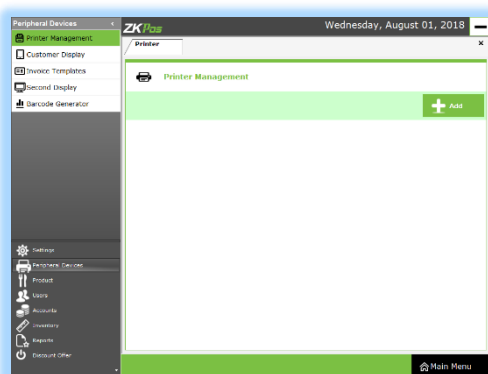 Peripheral Devices
Printer Management
Customer Display
Invoice Templates
Second Display
Barcode Generator
Settings
Peripheral Devices
Product
Users
Accounts
Inventory
Reports
Discount Offer
ZKPos
Wednesday, August 01, 2018
Printer
Printer Management
Add
Main Menu